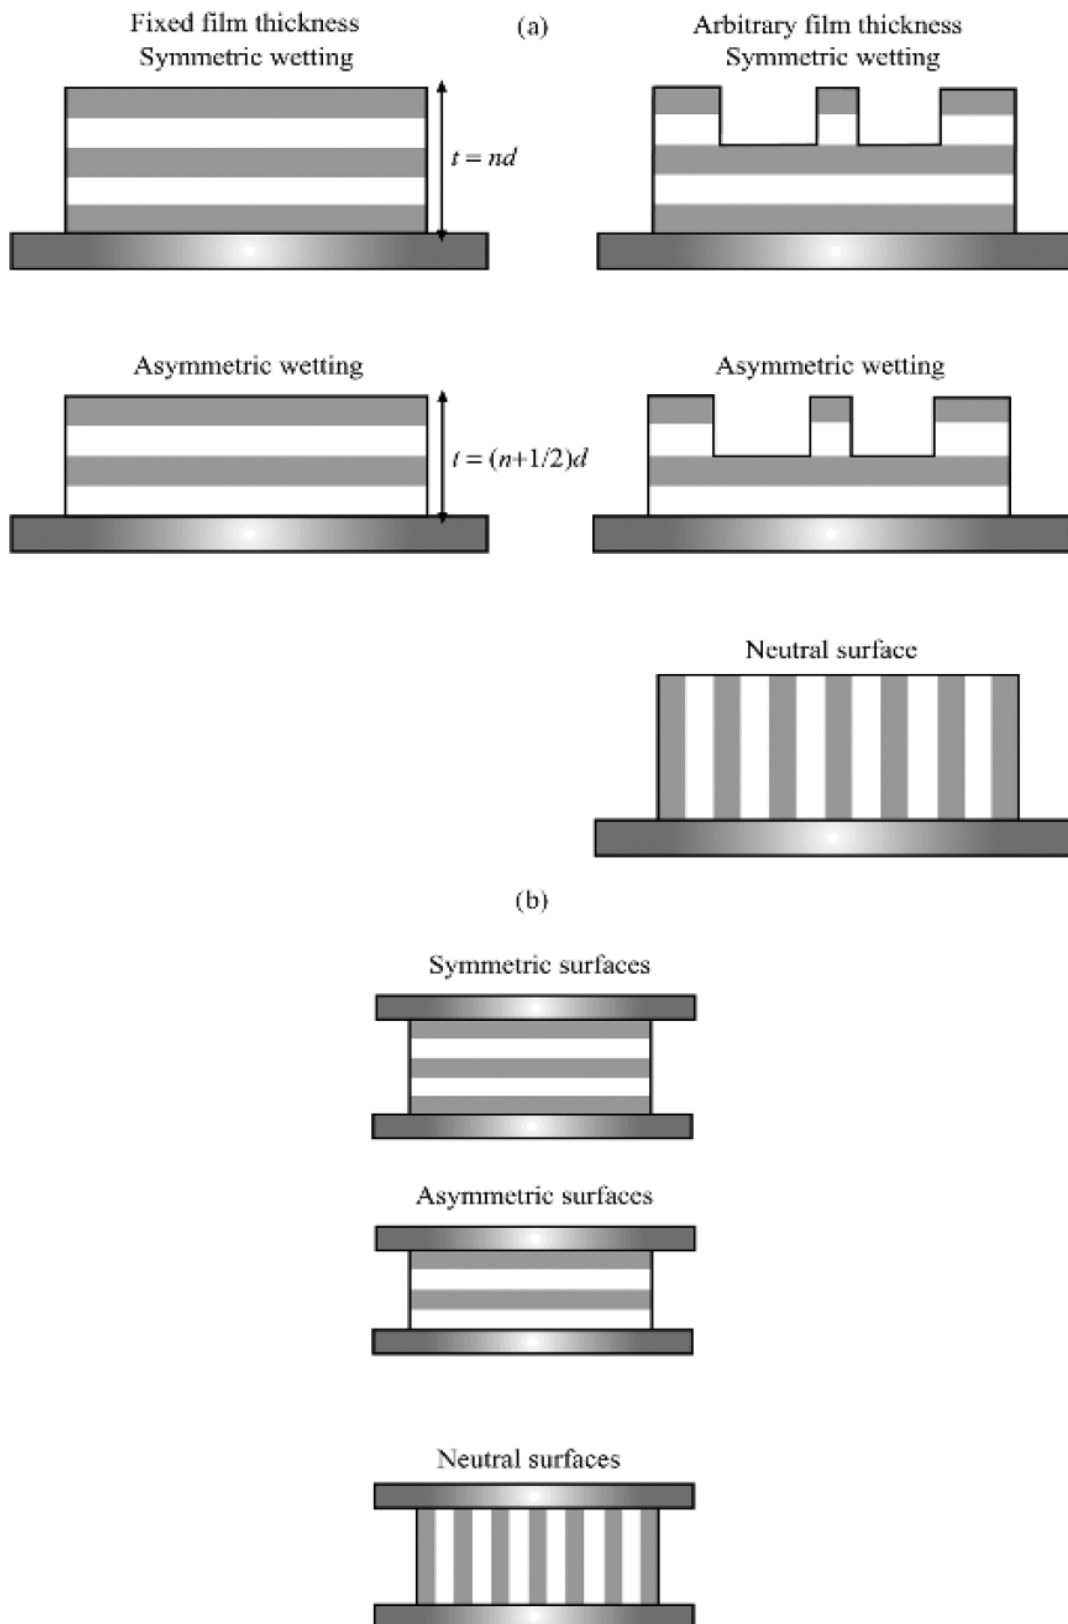 Fixed film thickness
Symmetric wetting
(a)
Arbitrary film thickness
Symmetric wetting
t = nd
Asymmetric wetting
t = (n+1/2)d
Asymmetric wetting
Neutral surface
(b)
Symmetric surfaces
Asymmetric surfaces
Neutral surfaces